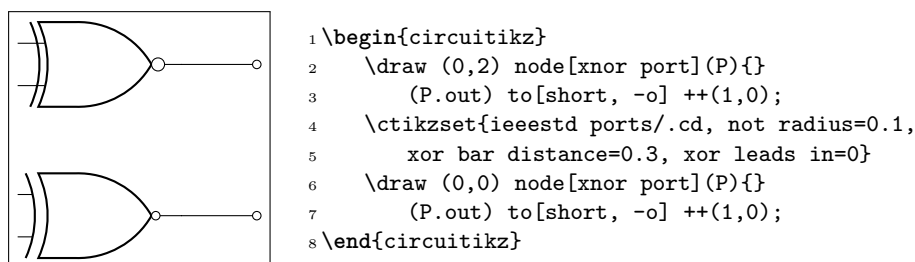 1 \begin{circuitikz}
2 \draw (0,2) node[xnor port](P){}
3 (P.out) to[short, -o] ++(1,0);
4 \ctikzset{ieeestd ports/.cd, not radius=0.1,
5 xor bar distance=0.3, xor leads in=0}
6 \draw (0,0) node[xnor port](P){}
7 (P.out) to[short, -o] ++(1,0);
8 \end{circuitikz}